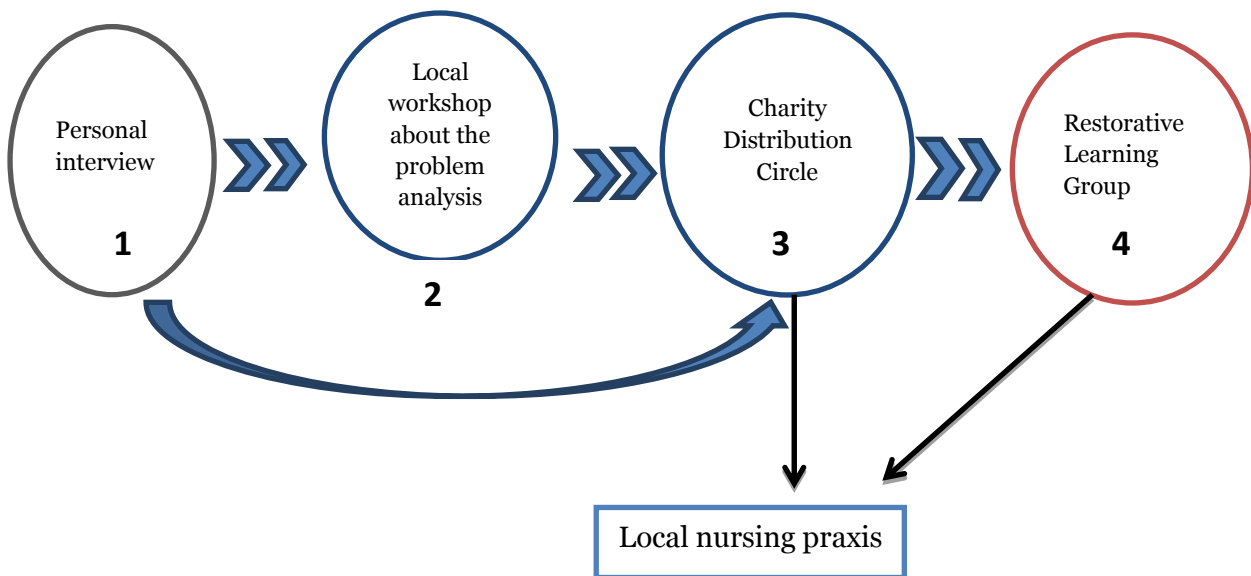 Personal
interview
1
Local
workshop
about the
problem
analysis
2
Charity
Distribution
Circle
3
Restorative
Learning
Group
4
Local nursing praxis